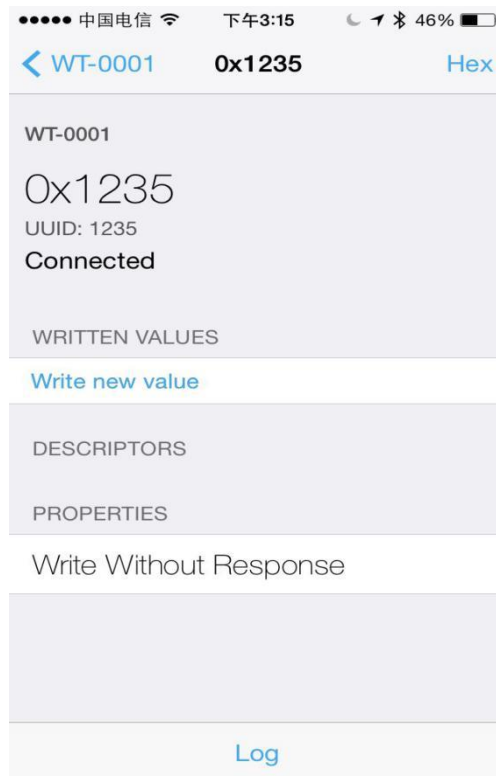 中国电信 下午3:15 46%
WT-0001 0x1235 Hex
WT-0001
0x1235
UUID: 1235
Connected
WRITTEN VALUES
Write new value
DESCRIPTORS
PROPERTIES
Write Without Response
Log